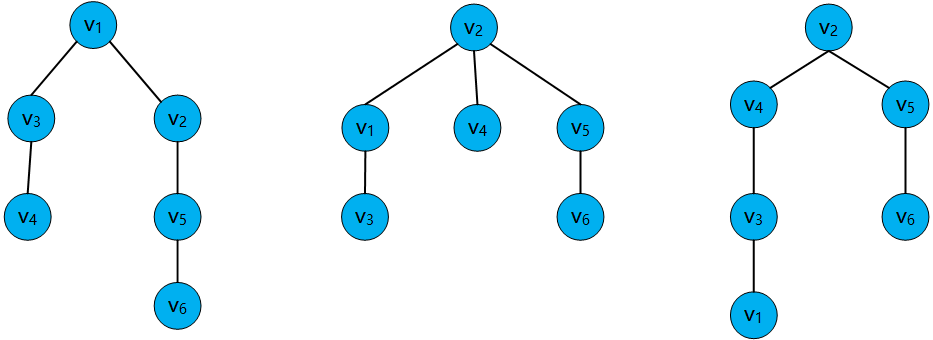 v₁ v₂ v₂
v₄ v₅
v₃ v₂ v₁ v₄ v₅
v₄ v₅ v₃ v₆ v₃ v₆
v₆ v₁